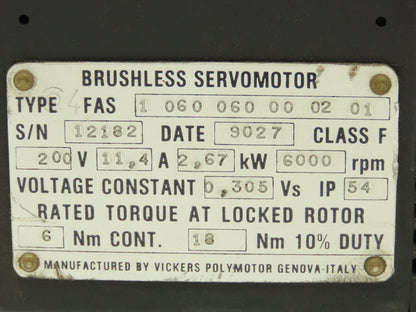 BRUSHLESS SERVOMOTOR
TYPE FAS 1 060 060 00 02 01
S/N 12182 DATE 9027 CLASS F
200 V 11,4 A 2,67 kW 6000 rpm
VOLTAGE CONSTANT 0,305 Vs IP 54
RATED TORQUE AT LOCKED ROTOR
6 Nm CONT. 18 Nm 10% DUTY
MANUFACTURED BY VICKERS POLYMOTOR GENOVA-ITALY